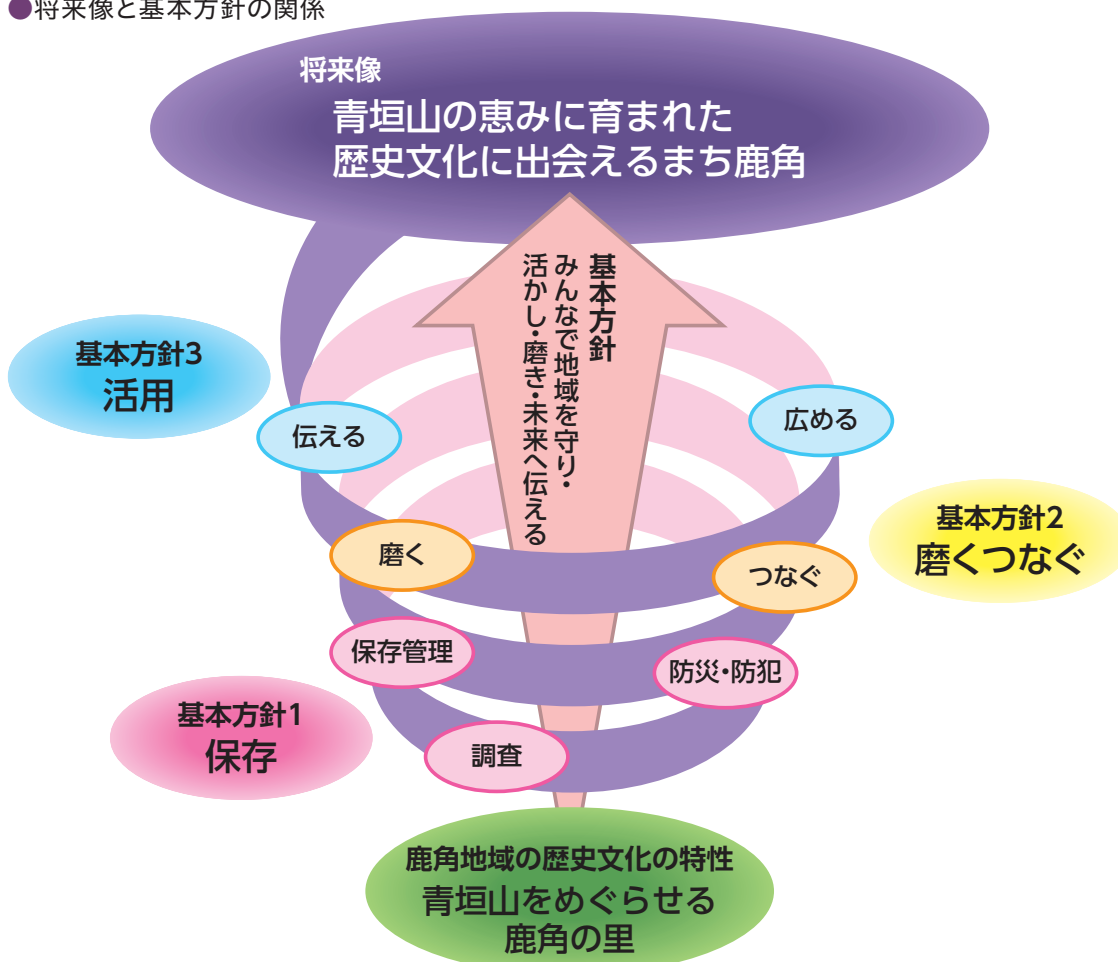 ●将来像と基本方針の関係
将来像
青垣山の恵みに育まれた
歴史文化に出会えるまち鹿角
基本方針
みんなで地域を守り・
活かし・磨き・未来へ伝える
基本方針3
活用
伝える
広める
基本方針2
磨くつなぐ
磨く
つなぐ
保存管理
防災・防犯
基本方針1
保存
調査
鹿角地域の歴史文化の特性
青垣山をめぐらせる
鹿角の里